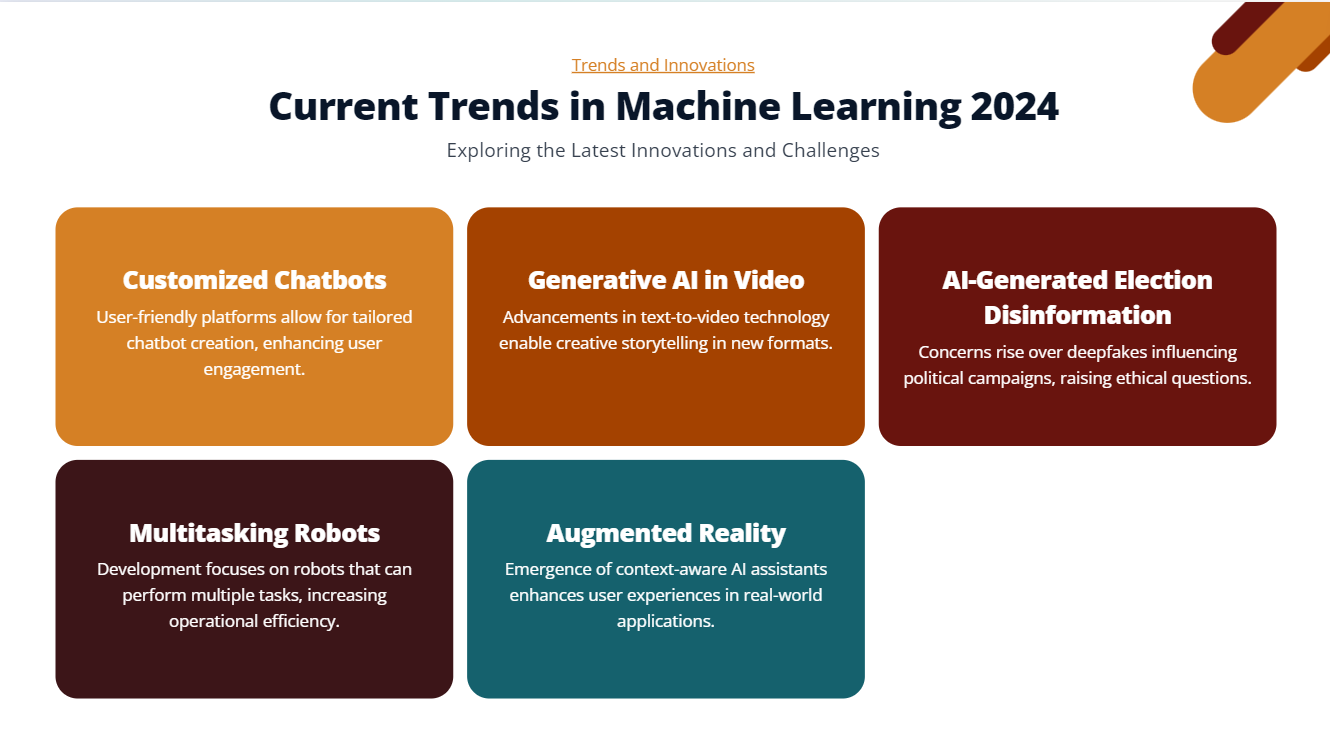 Trends and Innovations
Current Trends in Machine Learning 2024
Exploring the Latest Innovations and Challenges
Customized Chatbots
User-friendly platforms allow for tailored
chatbot creation, enhancing user
engagement.
Generative AI in Video
Advancements in text-to-video technology
enable creative storytelling in new formats.
AI-Generated Election
Disinformation
Concerns rise over deepfakes influencing
political campaigns, raising ethical questions.
Multitasking Robots
Development focuses on robots that can
perform multiple tasks, increasing
operational efficiency.
Augmented Reality
Emergence of context-aware AI assistants
enhances user experiences in real-world
applications.